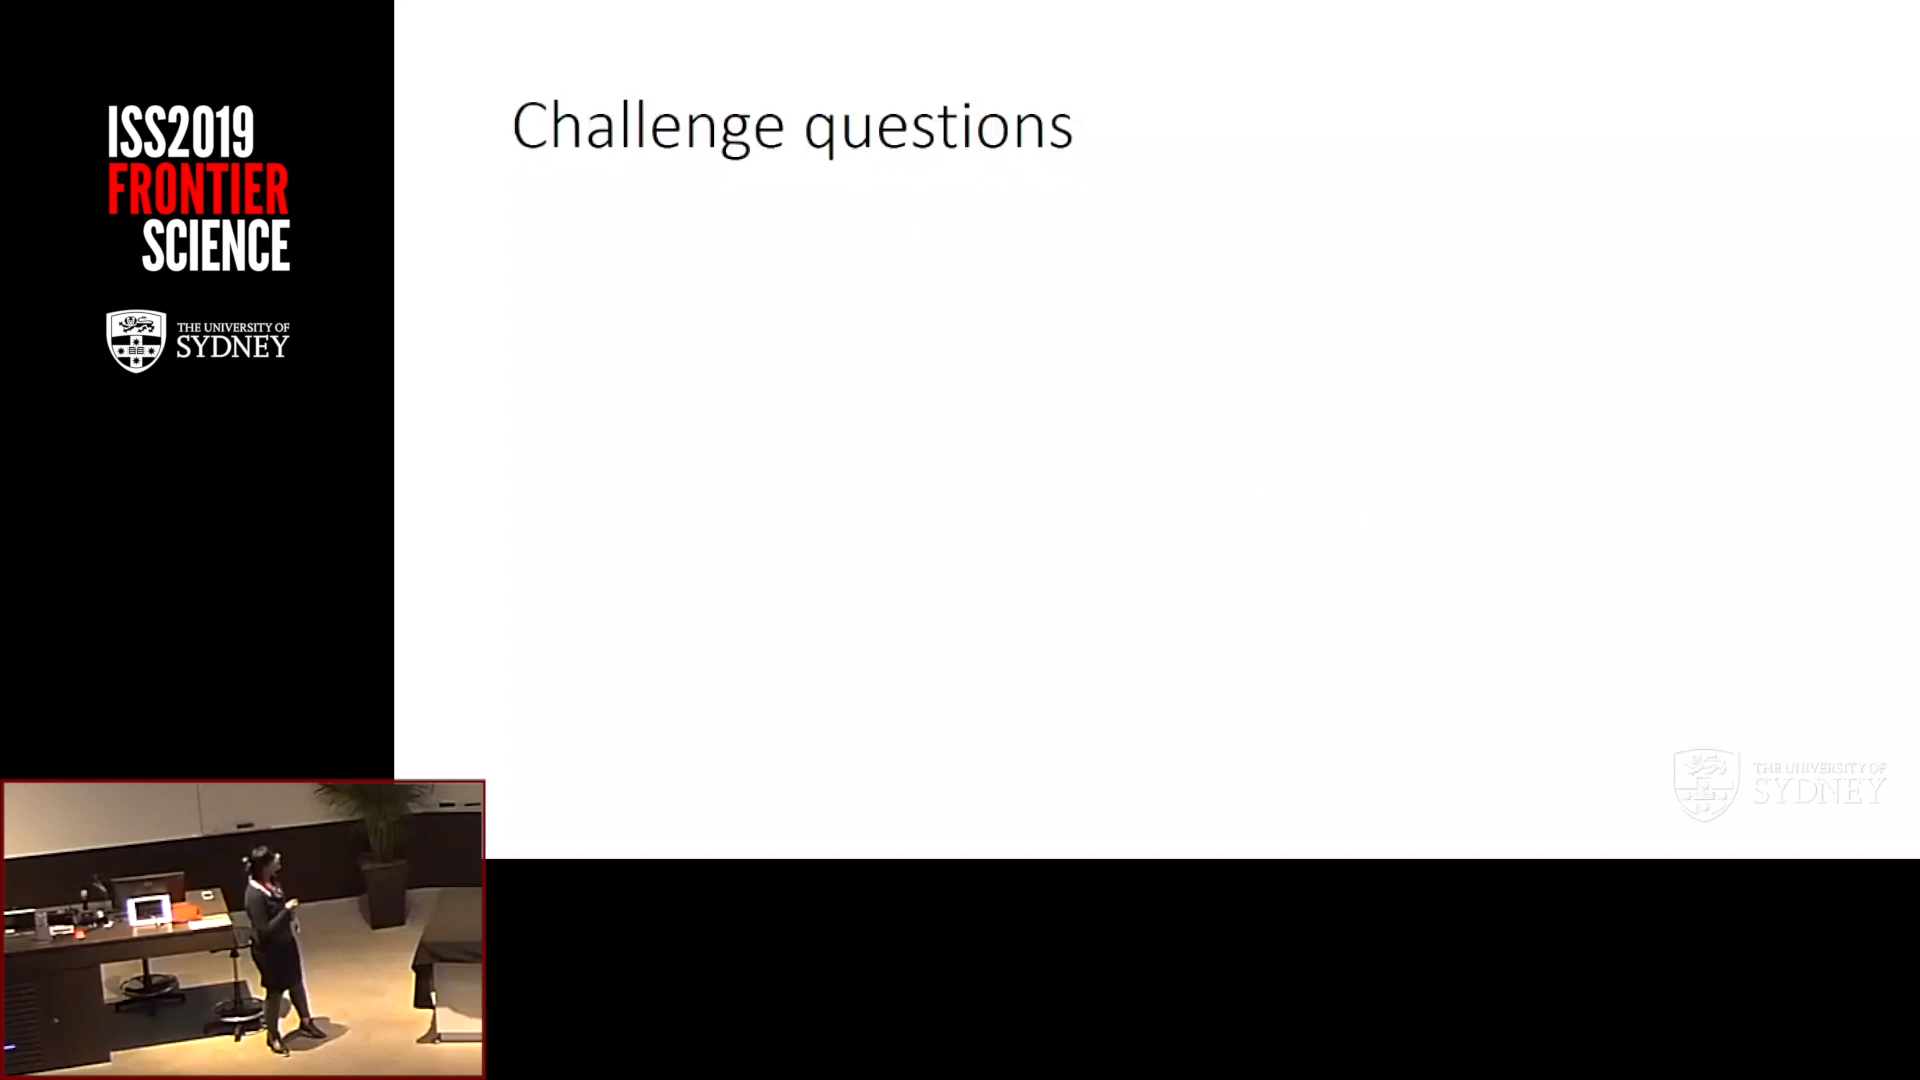 ISS2019
FRONTIER
SCIENCE
THE UNIVERSITY OF
SYDNEY
Challenge questions
THE UNIVERSITY OF
SYDNEY